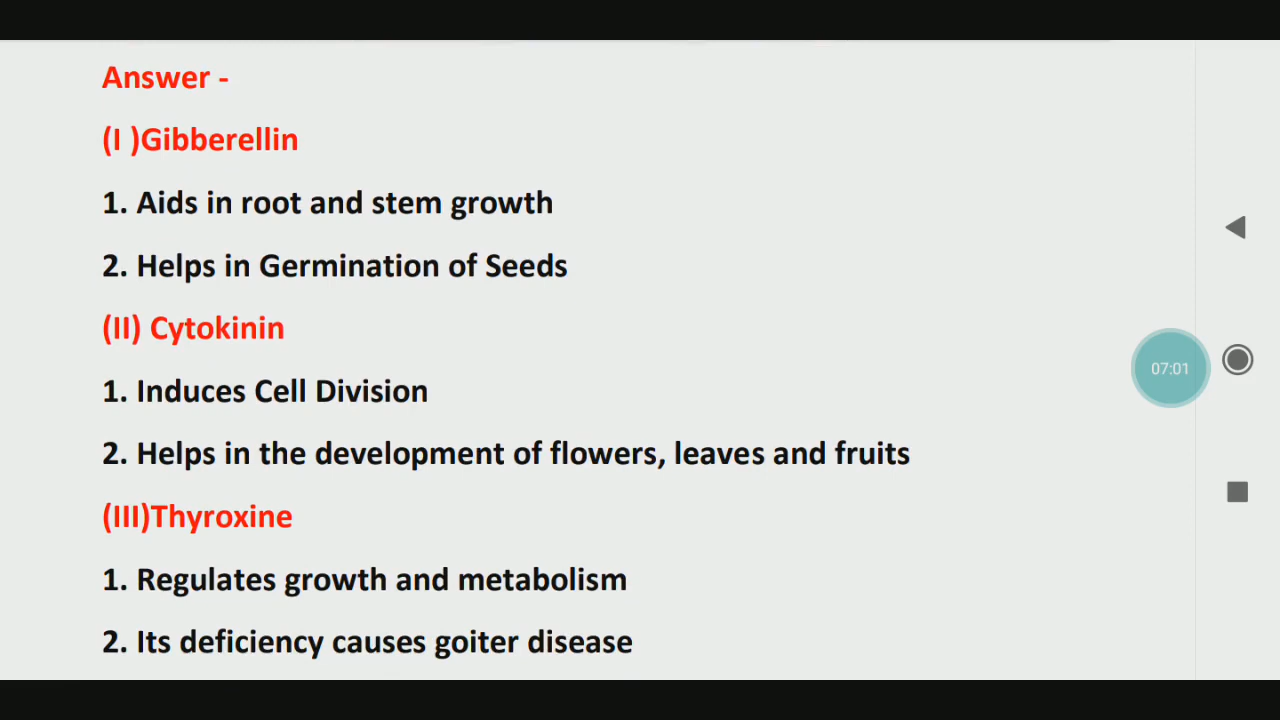 Answer -
(I )Gibberellin
1. Aids in root and stem growth
2. Helps in Germination of Seeds
(II) Cytokinin
1. Induces Cell Division
2. Helps in the development of flowers, leaves and fruits
(III)Thyroxine
1. Regulates growth and metabolism
2. Its deficiency causes goiter disease
07:01